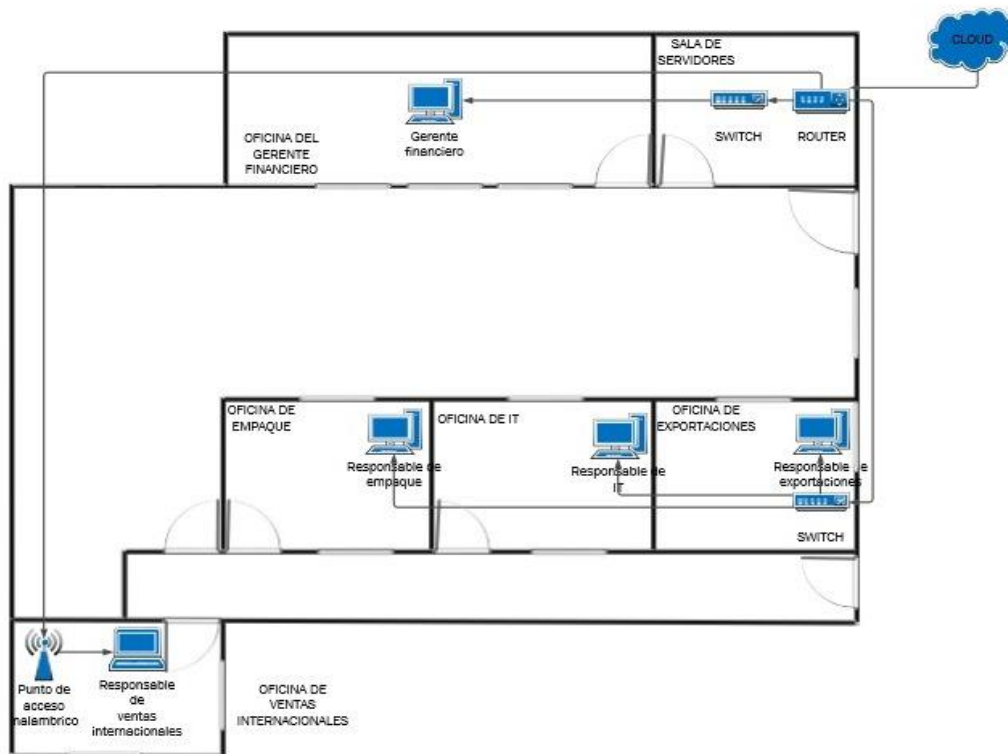 CLOUD
SALA DE
SERVIDORES
SWITCH
ROUTER
Gerente
financiero
OFICINA DEL
GERENTE
FINANCIERO
OFICINA DE
EMPAQUE
Responsable de
empaque
OFICINA DE IT
Responsable de
IT
OFICINA DE
EXPORTACIONES
Responsable de
exportaciones
SWITCH
Punto de
acceso
nalambrico
Responsable
de
ventas
internacionales
OFICINA DE
VENTAS
INTERNACIONALES